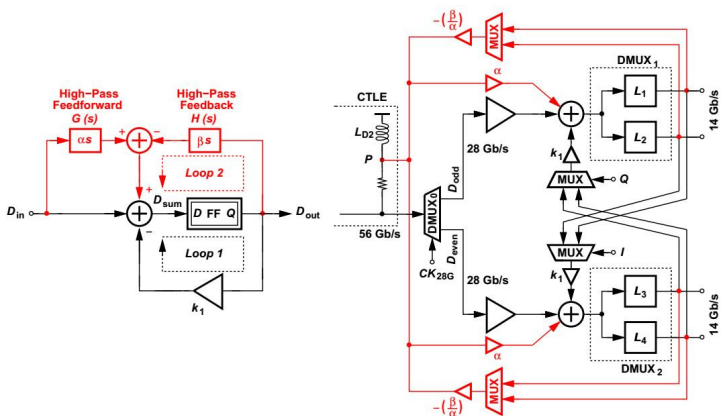 High–Pass
Feedforward
G (s)
High–Pass
Feedback
H (s)
αs
βs
+
−
+
Loop 2
D_in
D_sum
D FF Q
D_out
−
Loop 1
k_1
−(β/α)
MUX
α
CTLE
L_D2
P
56 Gb/s
DMUX_0
CK_28G
D_odd
28 Gb/s
D_even
28 Gb/s
k_1
MUX
Q
MUX
I
k_1
DMUX_1
L_1
L_2
14 Gb/s
L_3
L_4
DMUX_2
14 Gb/s
α
−(β/α)
MUX